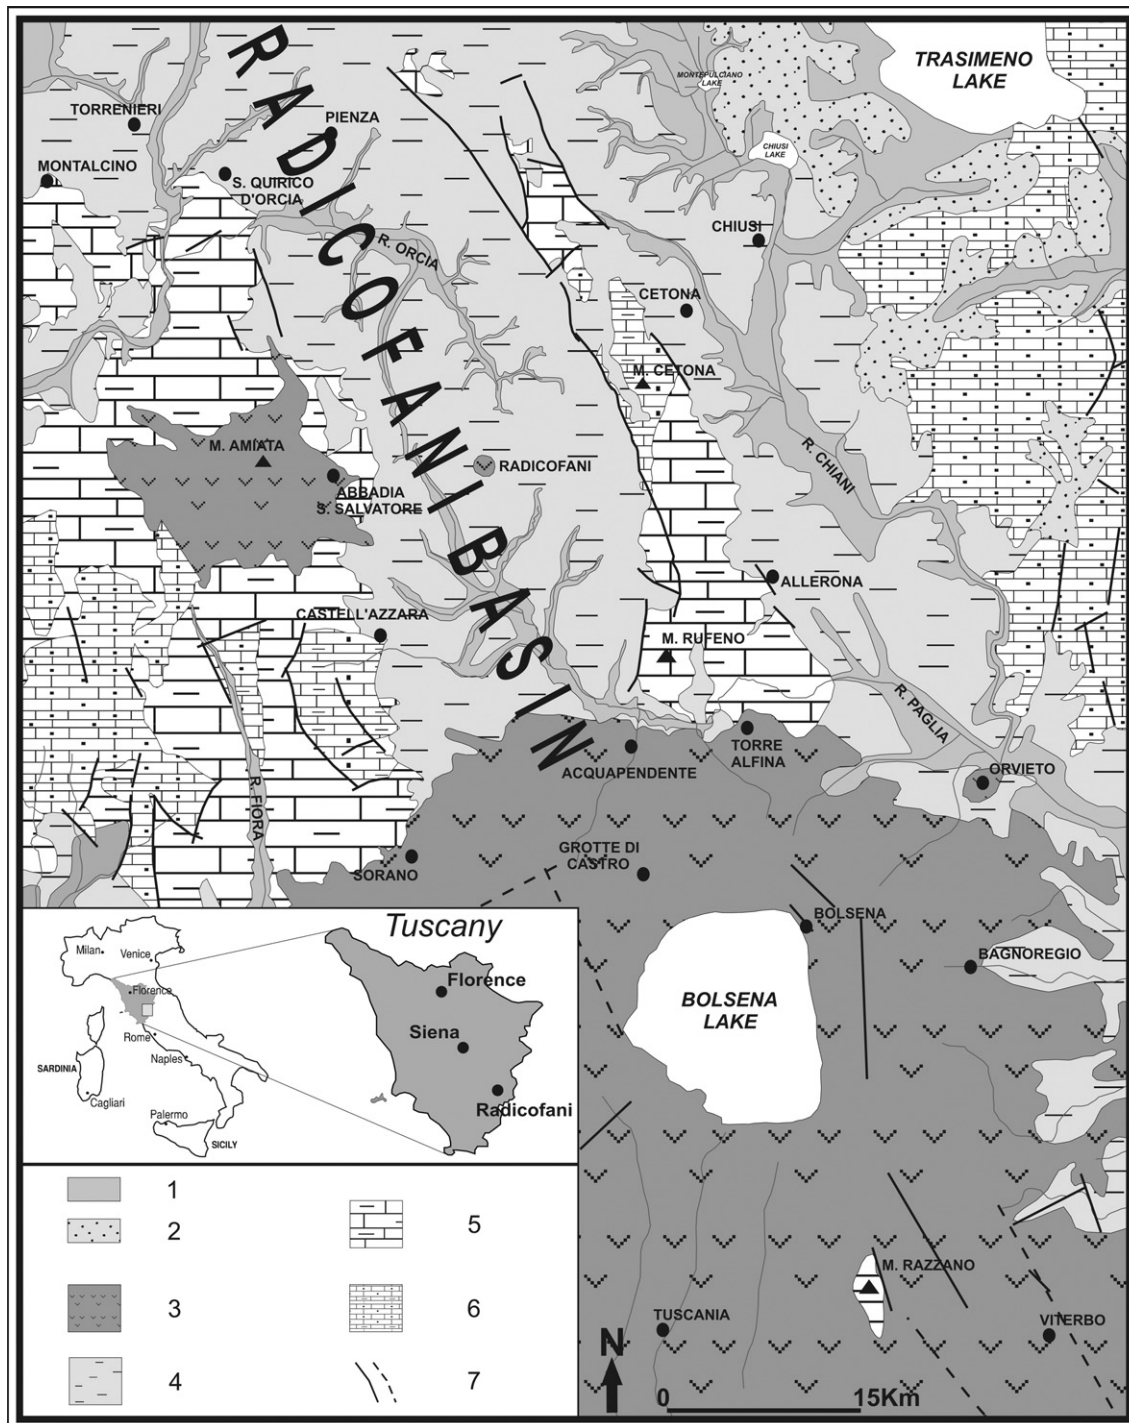 TRASIMENO
LAKE
MONTEPULCIANO
LAKE
TORRENIERI
PIENZA
CHIUSI
LAKE
MONTALCINO
S. QUIRICO
D'ORCIA
CHIUSI
R. ORCIA
RADICOFANI BASIN
CETONA
M. CETONA
M. AMIATA
RADICOFANI
R. CHIANI
ABBADIA
S. SALVATORE
ALLERONA
CASTELL'AZZARA
M. RUFENO
R. PAGLIA
TORRE
ALFINA
ACQUAPENDENTE
ORVIETO
R. FIORA
GROTTE DI
CASTRO
SORANO
BOLSENA
BAGNOREGIO
BOLSENA
LAKE
Tuscany
Milan
Venice
Florence
Rome
Naples
SARDINIA
Cagliari
Palermo
SICILY
Florence
Siena
Radicofani
1
2
3
4
5
6
7
M. RAZZANO
TUSCANIA
VITERBO
N
0 15Km